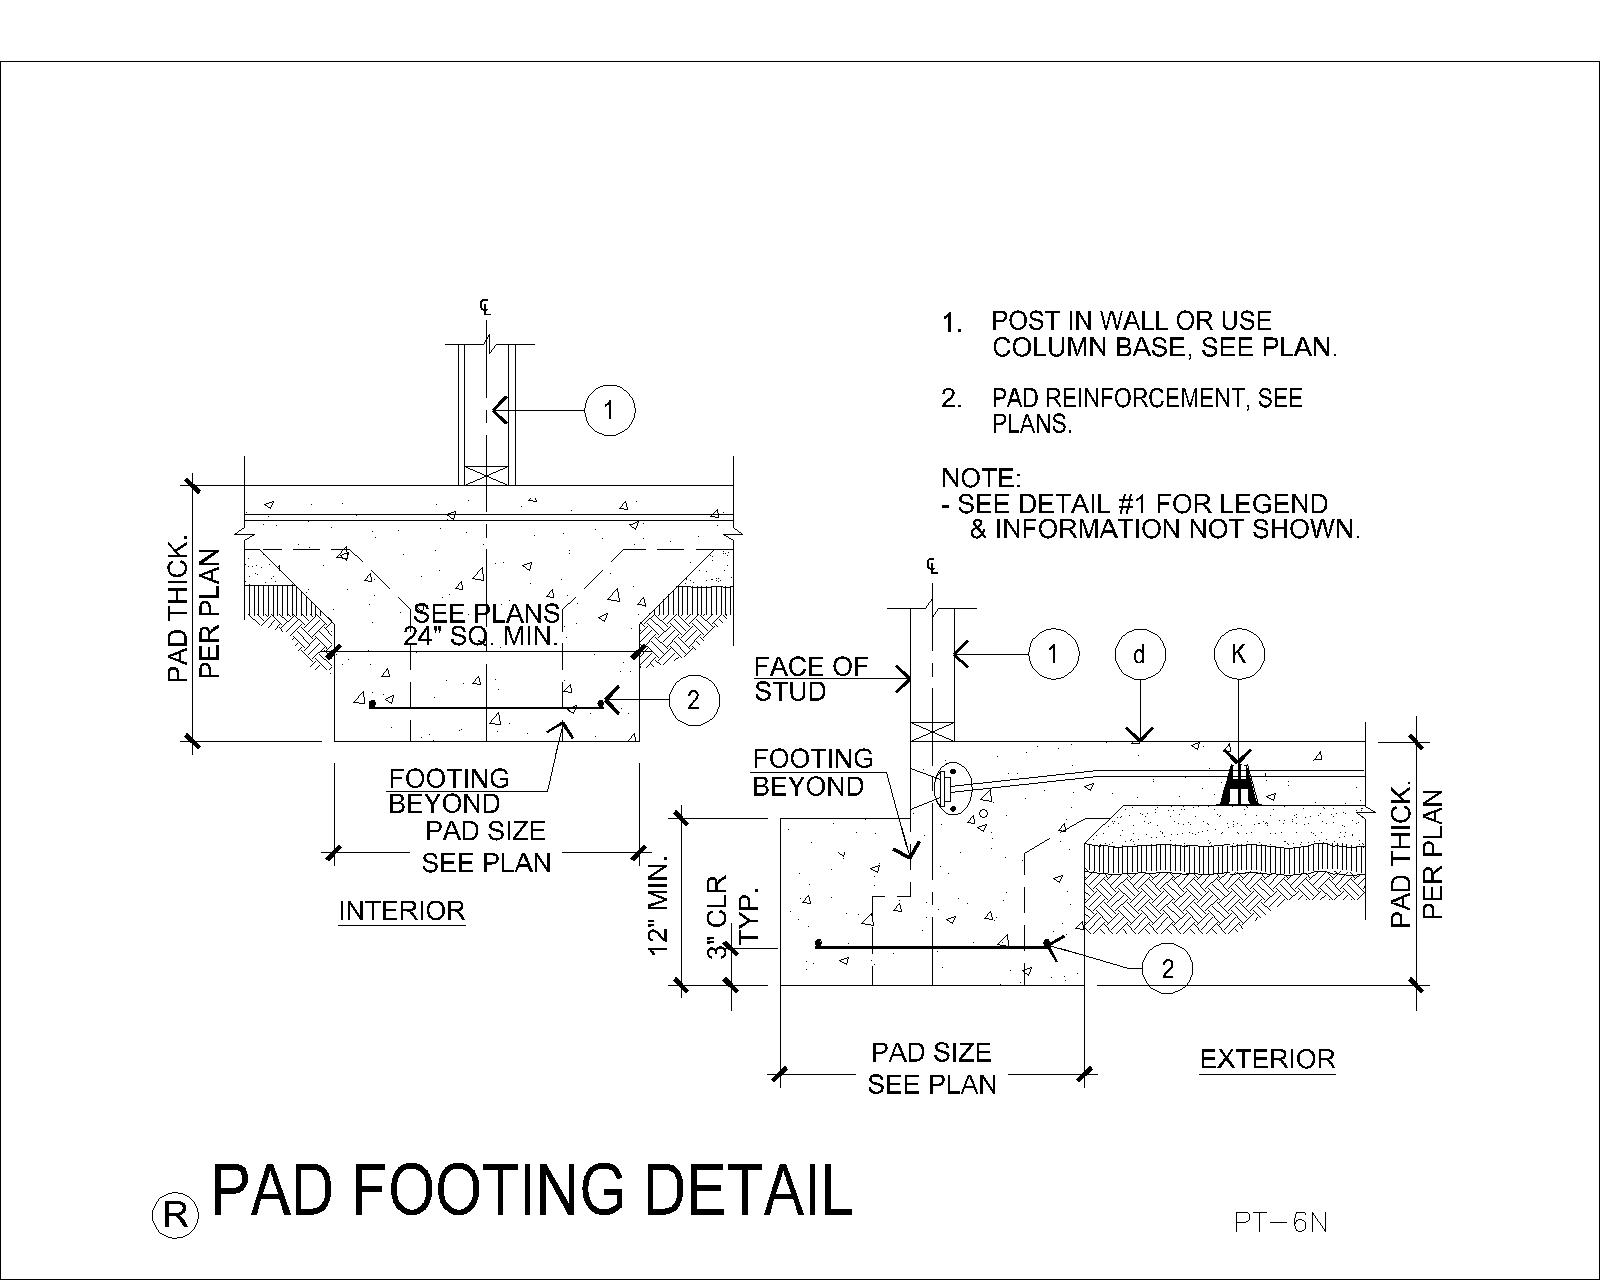 ℄
1
1. POST IN WALL OR USE
COLUMN BASE, SEE PLAN.
2. PAD REINFORCEMENT, SEE
PLANS.
NOTE:
- SEE DETAIL #1 FOR LEGEND
& INFORMATION NOT SHOWN.
PAD THICK.
PER PLAN
SEE PLANS
24" SQ. MIN.
2
FOOTING
BEYOND
PAD SIZE
SEE PLAN
INTERIOR
℄
1
d
K
FACE OF
STUD
FOOTING
BEYOND
12" MIN.
3" CLR
TYP.
2
PAD THICK.
PER PLAN
PAD SIZE
SEE PLAN
EXTERIOR
R PAD FOOTING DETAIL
PT-6N